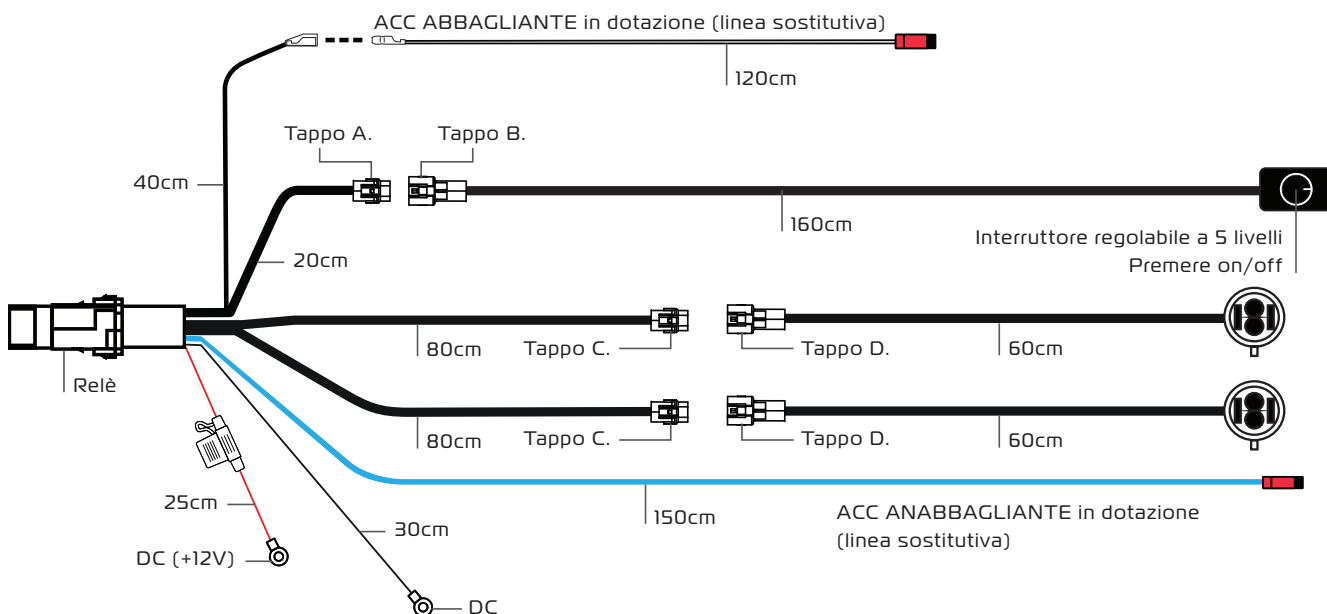 ACC ABBAGLIANTE in dotazione (linea sostitutiva)
120cm
Tappo A.
Tappo B.
40cm
160cm
20cm
Interruttore regolabile a 5 livelli
Premere on/off
80cm
Tappo C.
Tappo D.
60cm
Relè
80cm
Tappo C.
Tappo D.
60cm
25cm
150cm
ACC ANABBAGLIANTE in dotazione
(linea sostitutiva)
30cm
DC (+12V)
DC